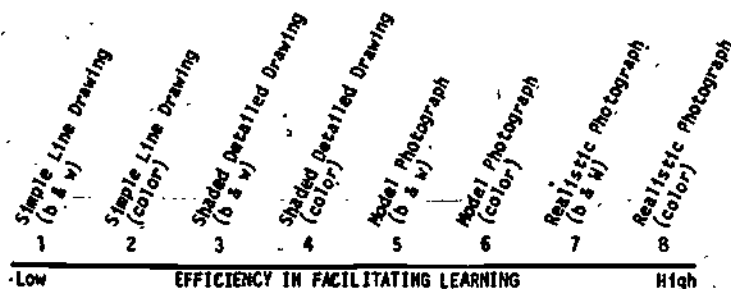 Simple Line Drawing
(b & w)
Simple Line Drawing
(color)
Shaded Detailed Drawing
(b & w)
Shaded Detailed Drawing
(color)
Model Photograph
(b & w)
Model Photograph
(color)
Realistic Photograph
(b & w)
Realistic Photograph
(color)
1 2 3 4 5 6 7 8
Low EFFICIENCY IN FACILITATING LEARNING High